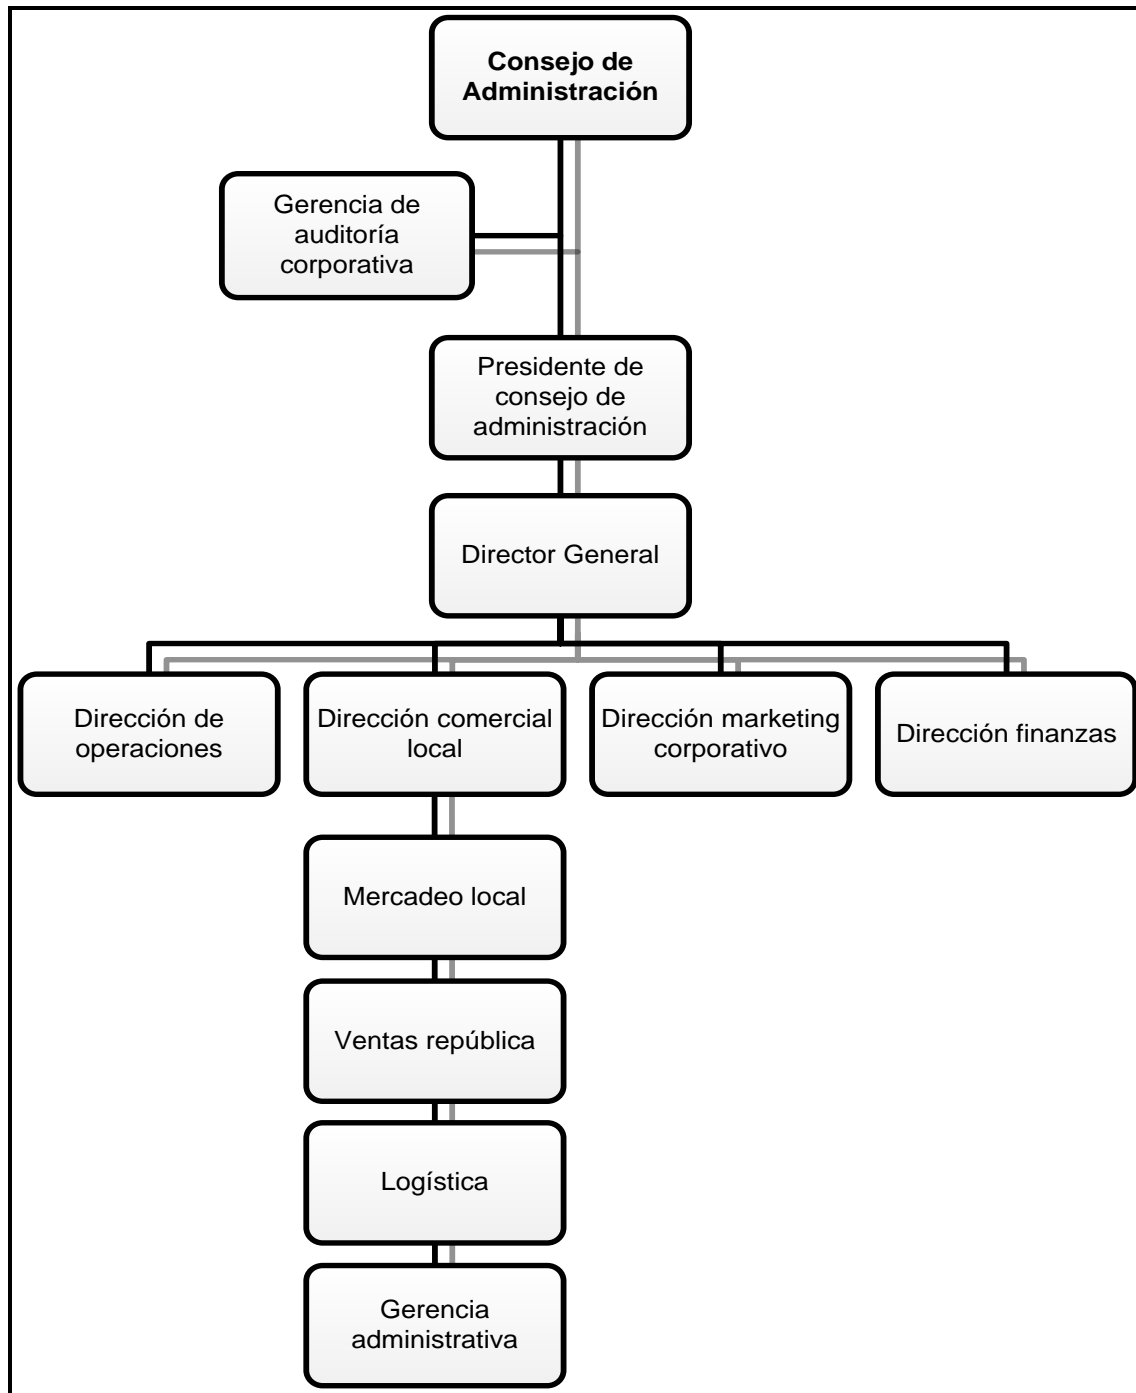 Consejo de
Administración
Gerencia de
auditoría
corporativa
Presidente de
consejo de
administración
Director General
Dirección de
operaciones
Dirección comercial
local
Dirección marketing
corporativo
Dirección finanzas
Mercadeo local
Ventas república
Logística
Gerencia
administrativa